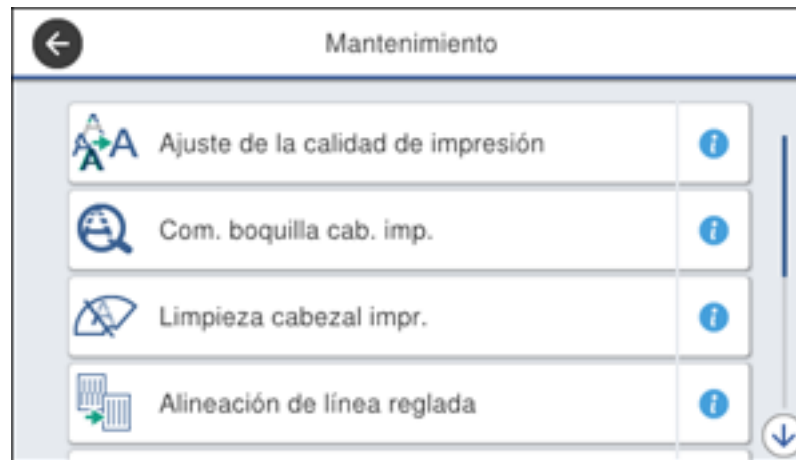 Mantenimiento
Ajuste de la calidad de impresión
Com. boquilla cab. imp.
Limpieza cabezal impr.
Alineación de línea reglada